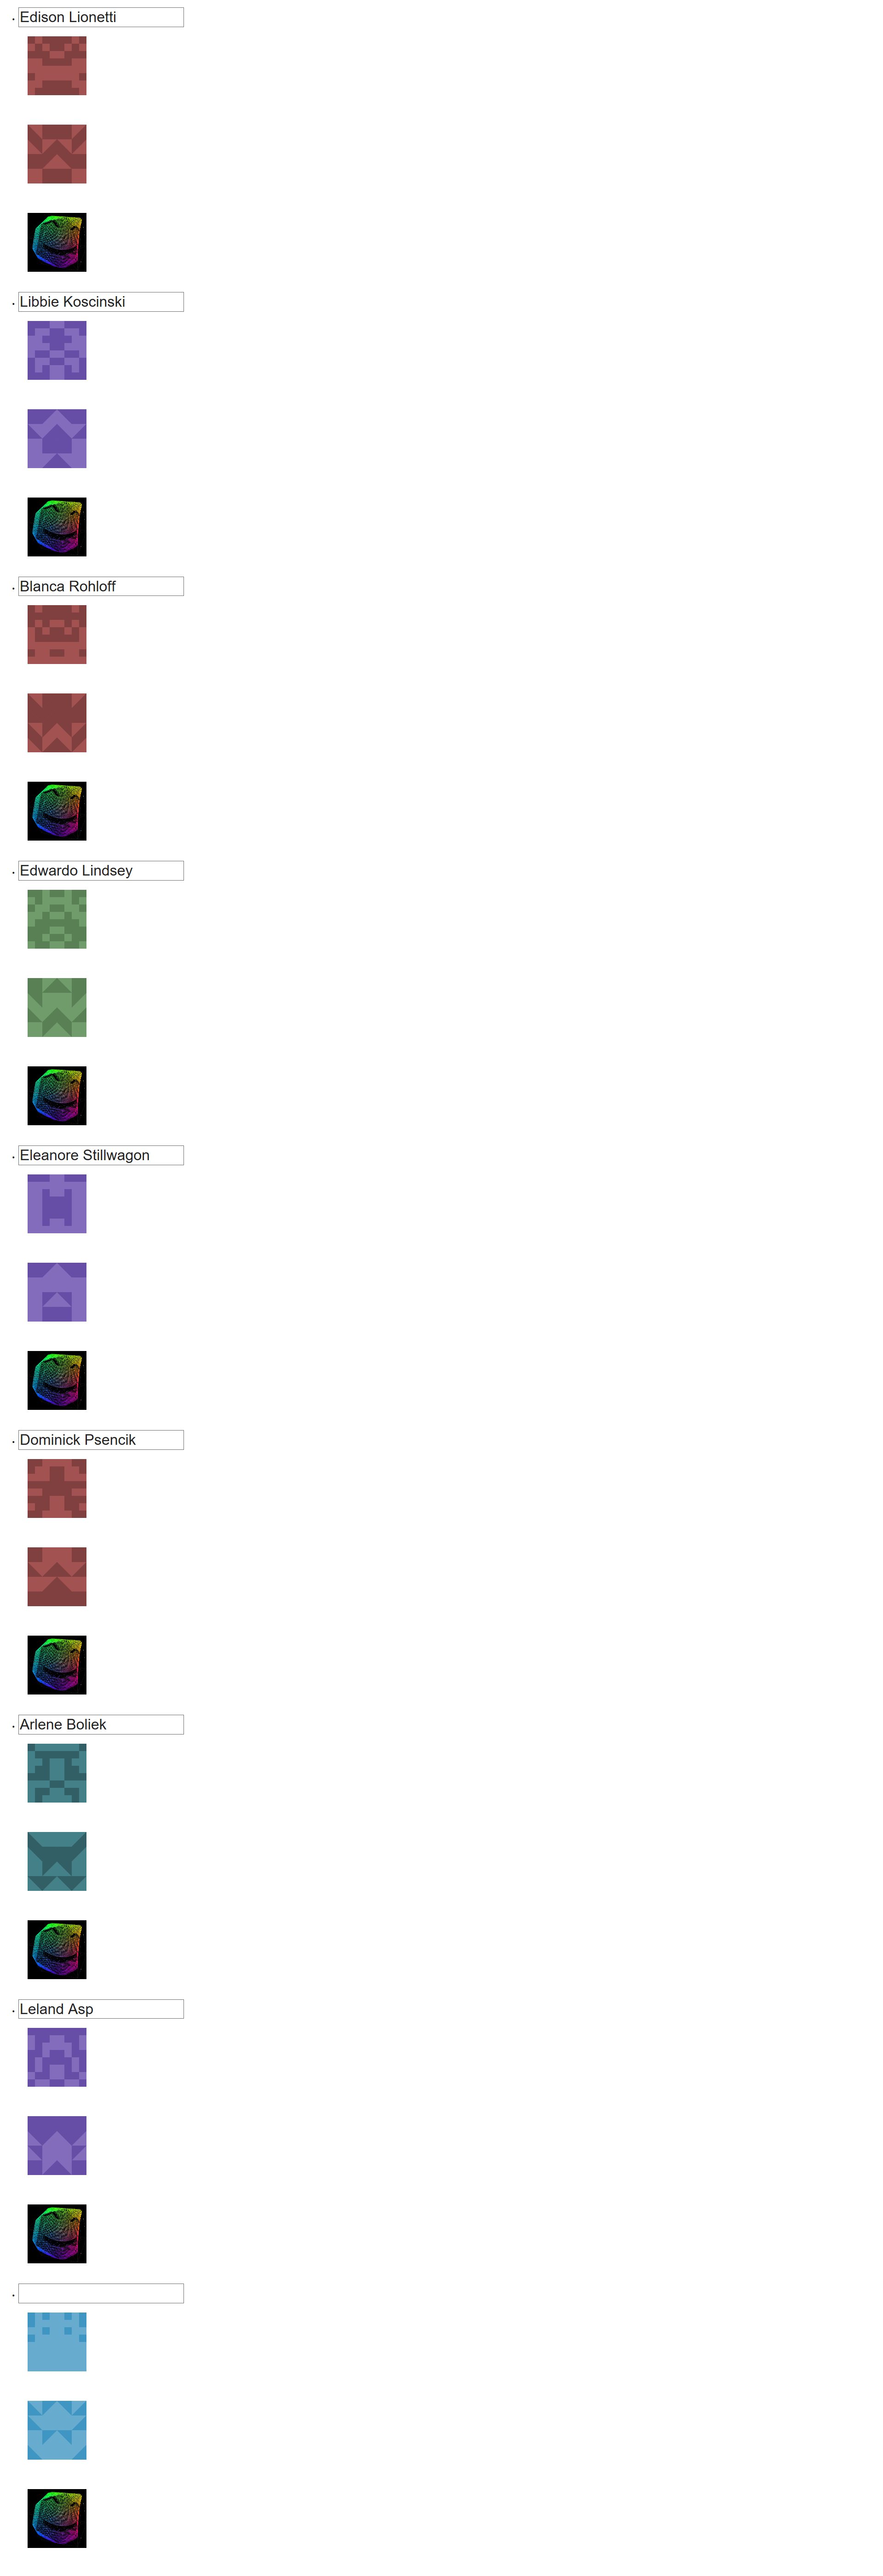 Edison Lionetti
Libbie Koscinski
Blanca Rohloff
Edwardo Lindsey
Eleanore Stillwagon
Dominick Psencik
Arlene Boliek
Leland Asp